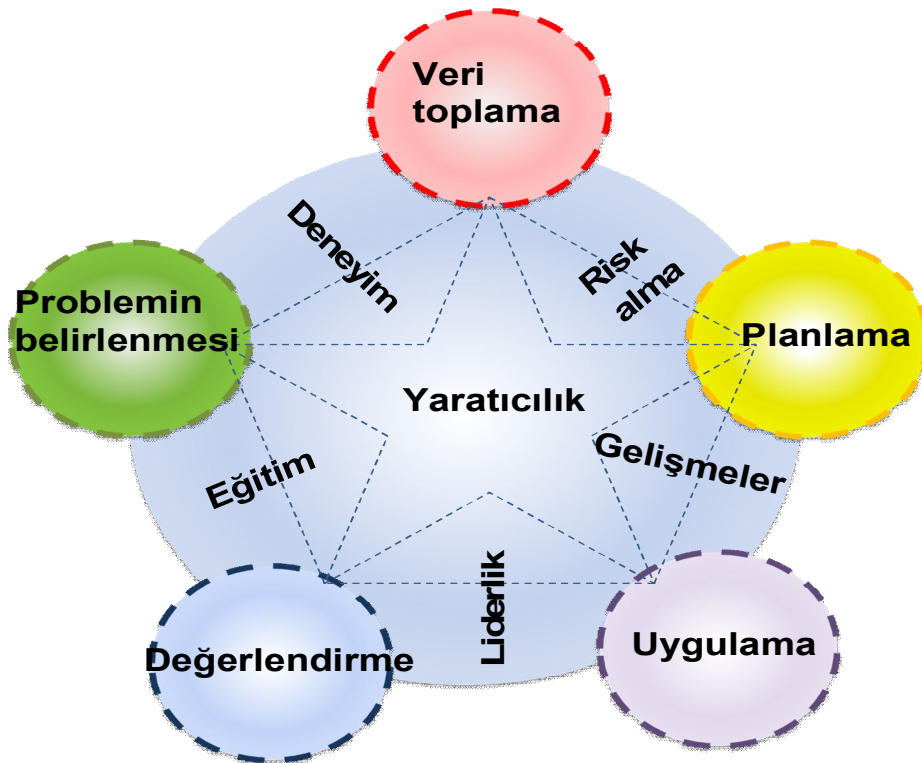 Veri
toplama
Deneyim
Risk
alma
Problemin
belirlenmesi
Planlama
Yaratıcılık
Gelişmeler
Eğitim
Liderlik
Değerlendirme
Uygulama